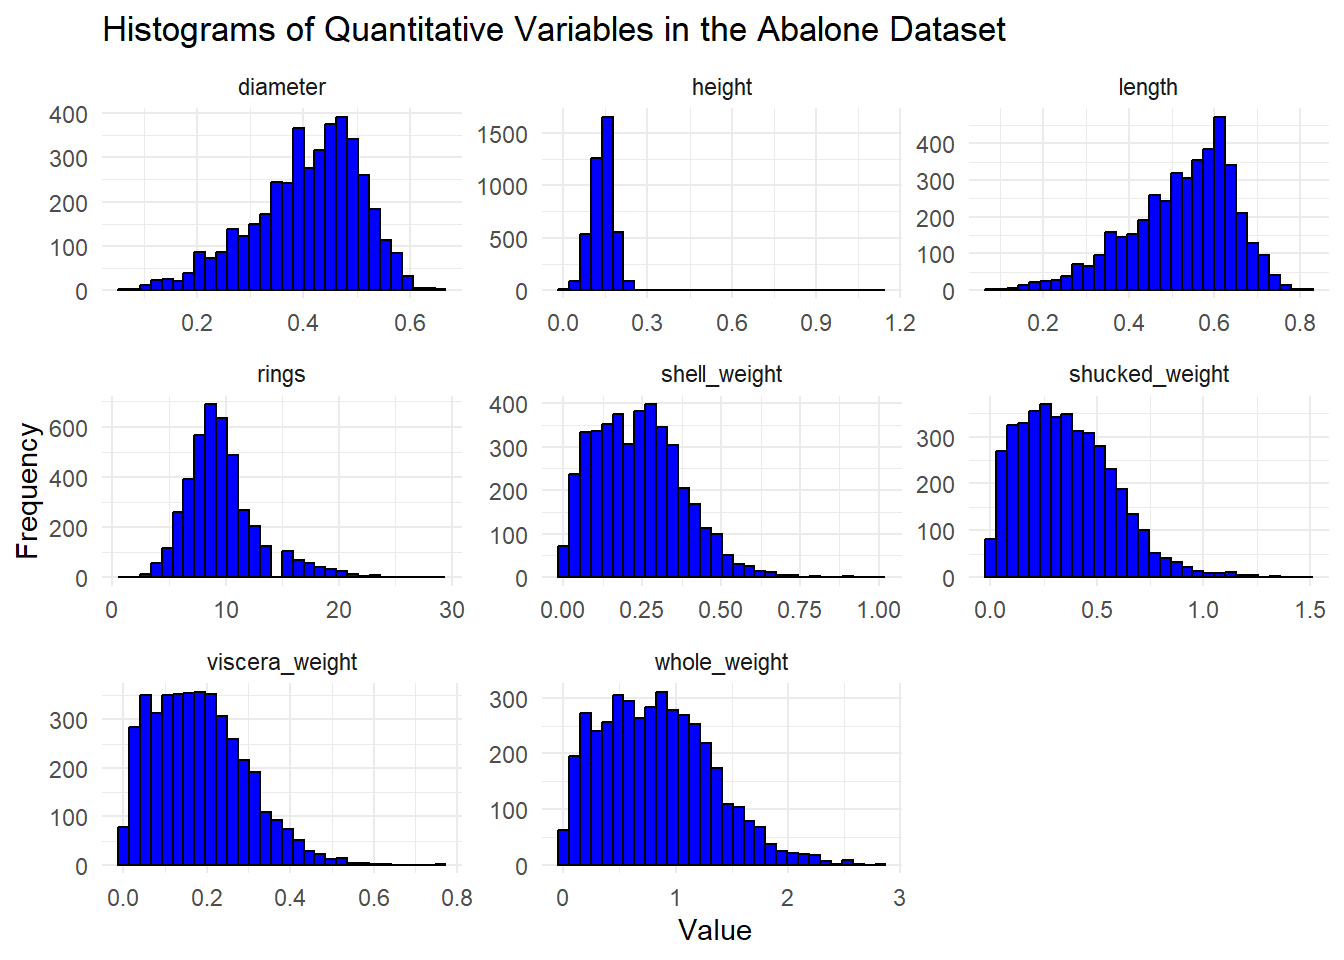 Histograms of Quantitative Variables in the Abalone Dataset
diameter
height
length
400
300
200
100
0
0.2 0.4 0.6
1500
1000
500
0
0.0 0.3 0.6 0.9 1.2
400
300
200
100
0
0.2 0.4 0.6 0.8
Frequency
rings
shell_weight
shucked_weight
600
400
200
0
0 10 20 30
400
300
200
100
0
0.00 0.25 0.50 0.75 1.00
300
200
100
0
0.0 0.5 1.0 1.5
viscera_weight
whole_weight
300
200
100
0
0.0 0.2 0.4 0.6 0.8
300
200
100
0
0 1 2 3
Value